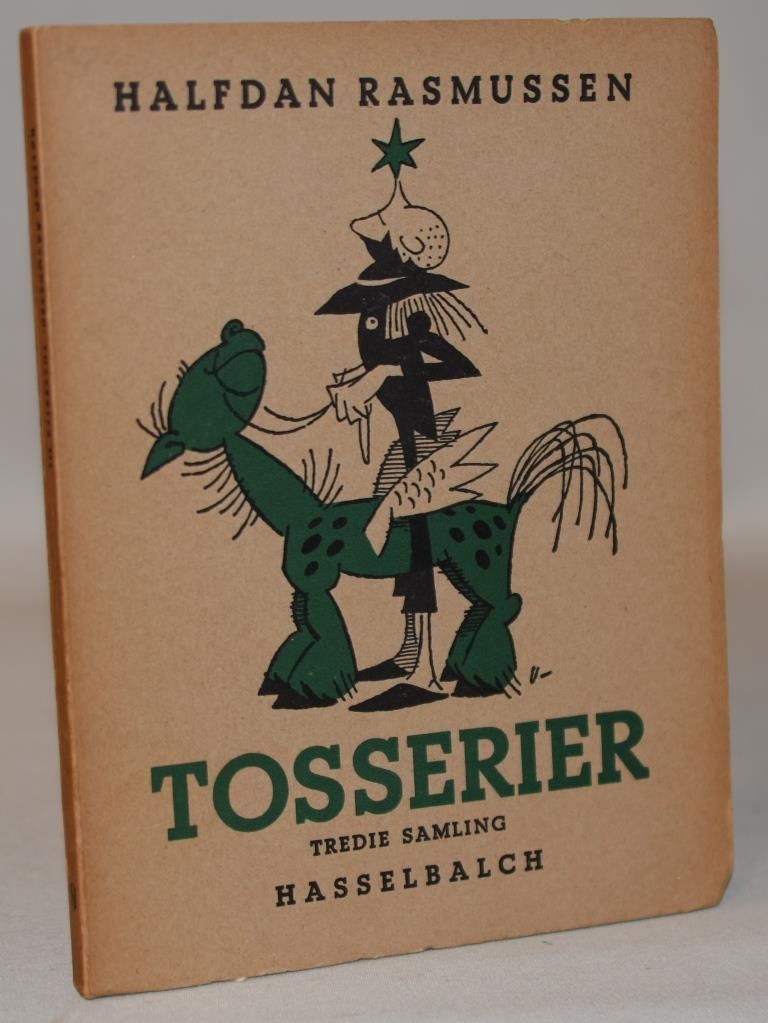 HALFDAN RASMUSSEN
TOSSERIER
TREDIE SAMLING
HASSELBALCH